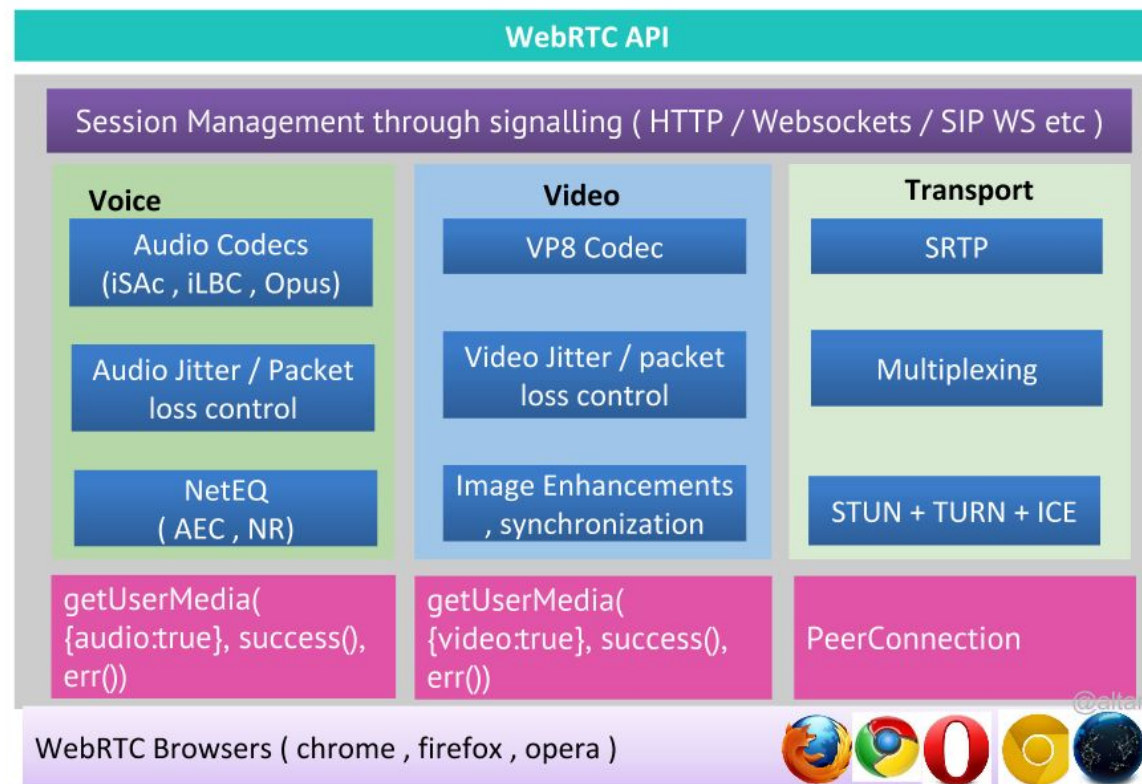 WebRTC API
Session Management through signalling ( HTTP / Websockets / SIP WS etc )
Voice
Audio Codecs
(iSAc , iLBC , Opus)
Audio Jitter / Packet
loss control
NetEQ
( AEC , NR)
getUserMedia(
{audio:true}, success(),
err())
Video
VP8 Codec
Video Jitter / packet
loss control
Image Enhancements
, synchronization
getUserMedia(
{video:true}, success(),
err())
Transport
SRTP
Multiplexing
STUN + TURN + ICE
PeerConnection
WebRTC Browsers ( chrome , firefox , opera )